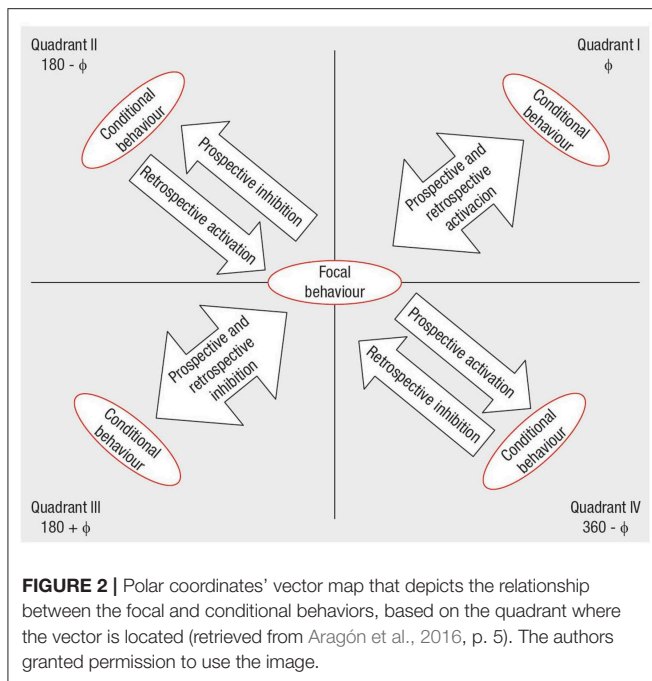 Quadrant II
180 - ϕ
Quadrant I
ϕ
Conditional
behaviour
Prospective inhibition
Retrospective activation
Conditional
behaviour
Prospective and
retrospective
activacion
Focal
behaviour
Prospective and
retrospective
inhibition
Conditional
behaviour
Prospective activation
Retrospective inhibition
Conditional
behaviour
Quadrant III
180 + ϕ
Quadrant IV
360 - ϕ
FIGURE 2 | Polar coordinates’ vector map that depicts the relationship
between the focal and conditional behaviors, based on the quadrant where
the vector is located (retrieved from Aragón et al., 2016, p. 5). The authors
granted permission to use the image.